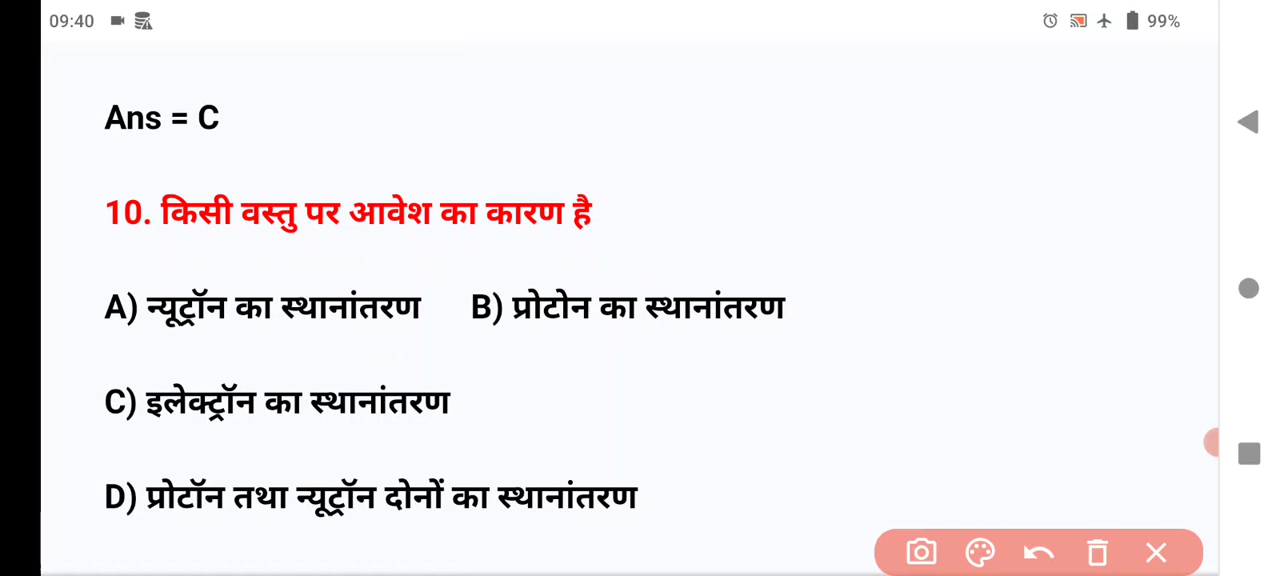 09:40 99%
Ans = C
10. किसी वस्तु पर आवेश का कारण है
A) न्यूट्रॉन का स्थानांतरण B) प्रोटोन का स्थानांतरण
C) इलेक्ट्रॉन का स्थानांतरण
D) प्रोटॉन तथा न्यूट्रॉन दोनों का स्थानांतरण